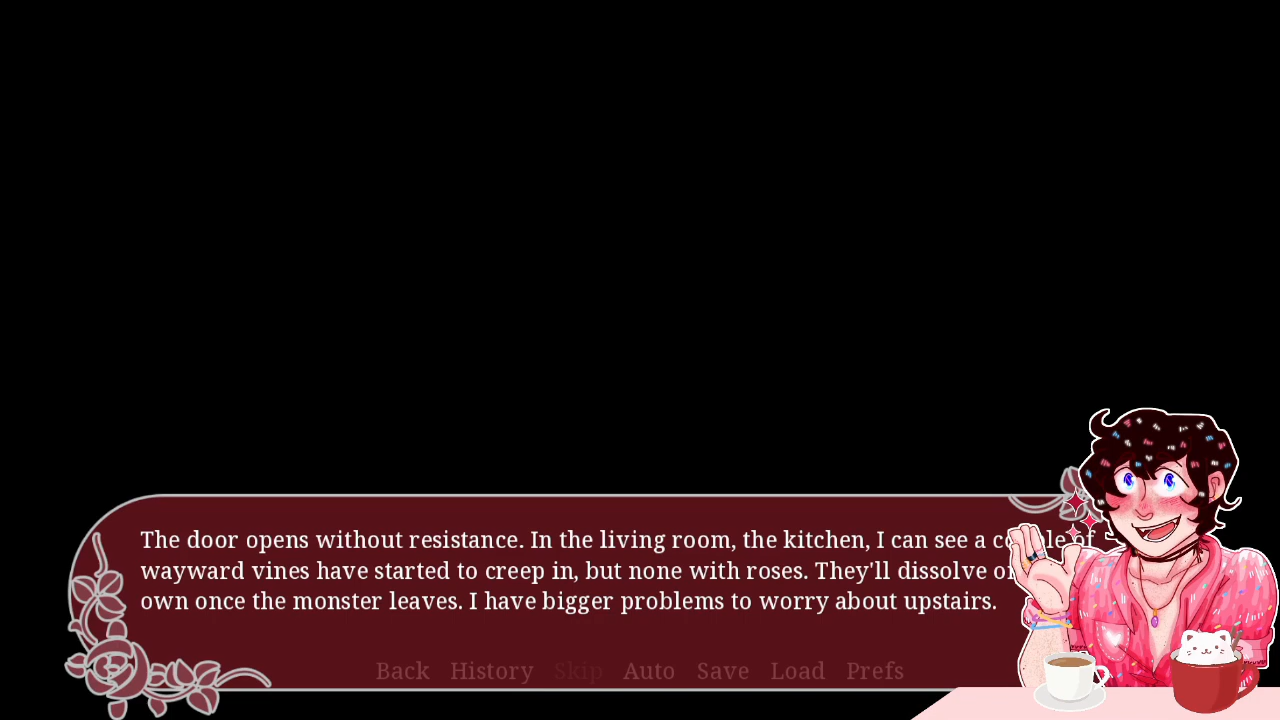 The door opens without resistance. In the living room, the kitchen, I can see a couple of
wayward vines have started to creep in, but none with roses. They'll dissolve
own once the monster leaves. I have bigger problems to worry about upstairs.
Back History Skip Auto Save Load Prefs